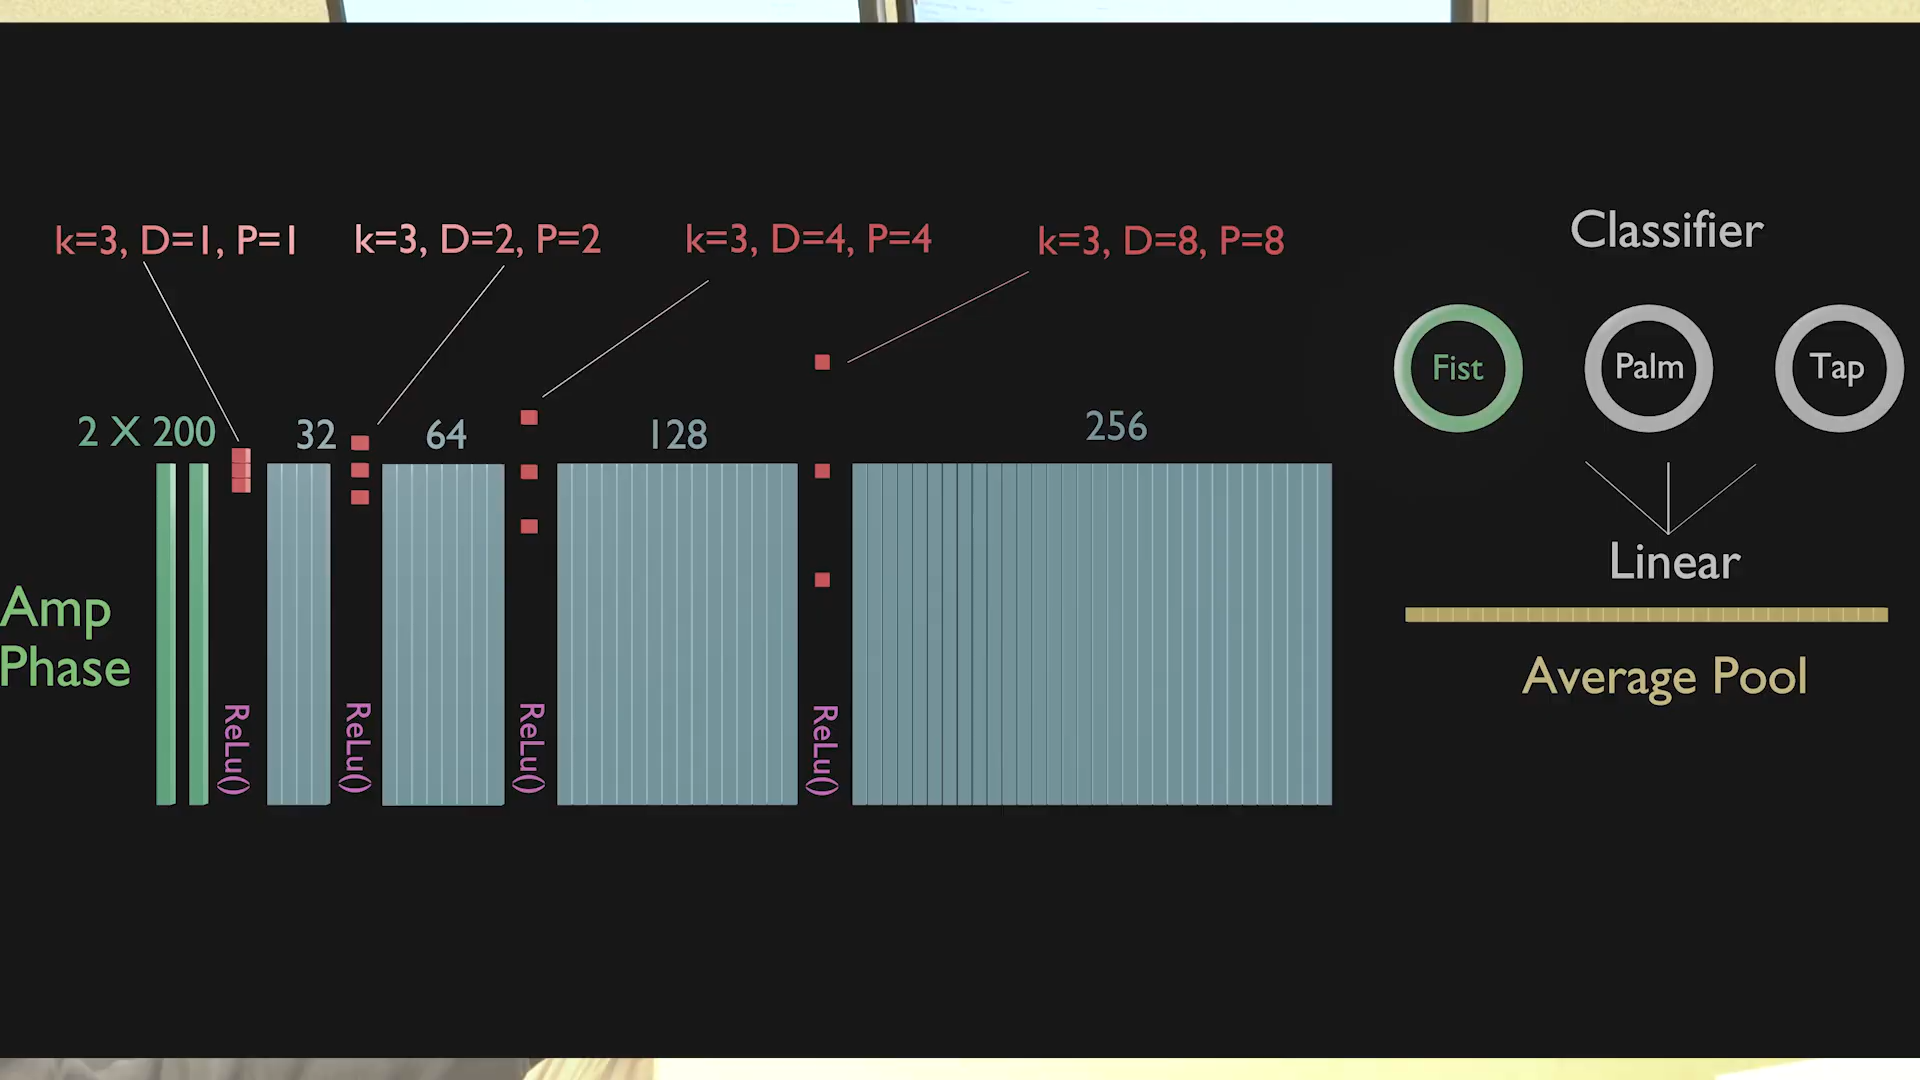 k=3, D=1, P=1
k=3, D=2, P=2
k=3, D=4, P=4
k=3, D=8, P=8
Classifier
Fist
Palm
Tap
2 X 200
32
64
128
256
Linear
Amp
Phase
Average Pool
ReLu()
ReLu()
ReLu()
ReLu()